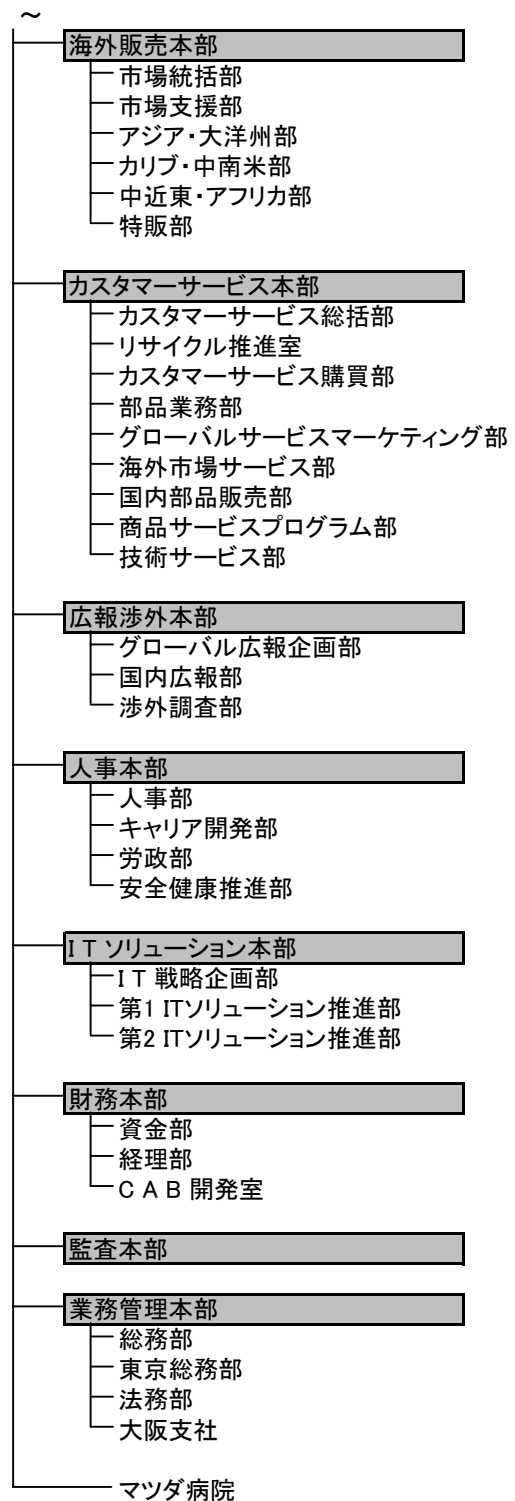 ～
海外販売本部
市場統括部
市場支援部
アジア・大洋州部
カリブ・中南米部
中近東・アフリカ部
特販部
カスタマーサービス本部
カスタマーサービス総括部
リサイクル推進室
カスタマーサービス購買部
部品業務部
グローバルサービスマーケティング部
海外市場サービス部
国内部品販売部
商品サービスプログラム部
技術サービス部
広報渉外本部
グローバル広報企画部
国内広報部
渉外調査部
人事本部
人事部
キャリア開発部
労政部
安全健康推進部
I T ソリューション本部
I T 戦略企画部
第1 ITソリューション推進部
第2 ITソリューション推進部
財務本部
資金部
経理部
C A B 開発室
監査本部
業務管理本部
総務部
東京総務部
法務部
大阪支社
マツダ病院